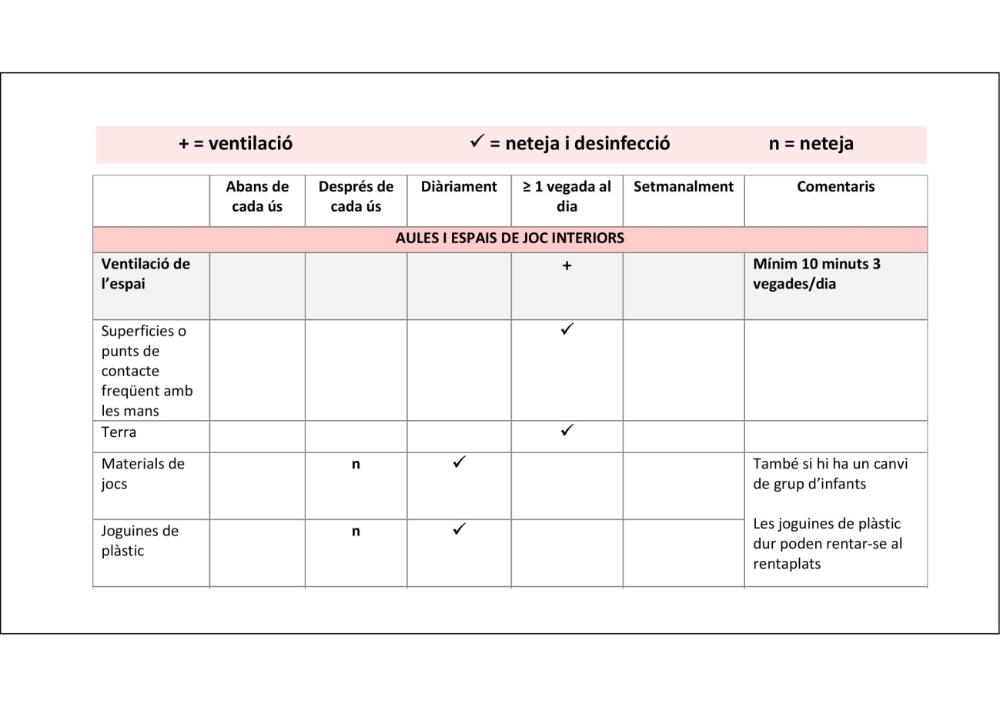 + = ventilació ✓ = neteja i desinfecció n = neteja
Abans de cada ús Després de cada ús Diàriament ≥ 1 vegada al dia Setmanalment Comentaris
AULES I ESPAIS DE JOC INTERIORS
Ventilació de
l’espai
+
Mínim 10 minuts 3
vegades/dia
Superficies o
punts de
contacte
freqüent amb
les mans
✓
Terra ✓
Materials de
jocs
n ✓
També si hi ha un canvi
de grup d’infants
Joguines de
plàstic
n ✓
Les joguines de plàstic
dur poden rentar-se al
rentaplats